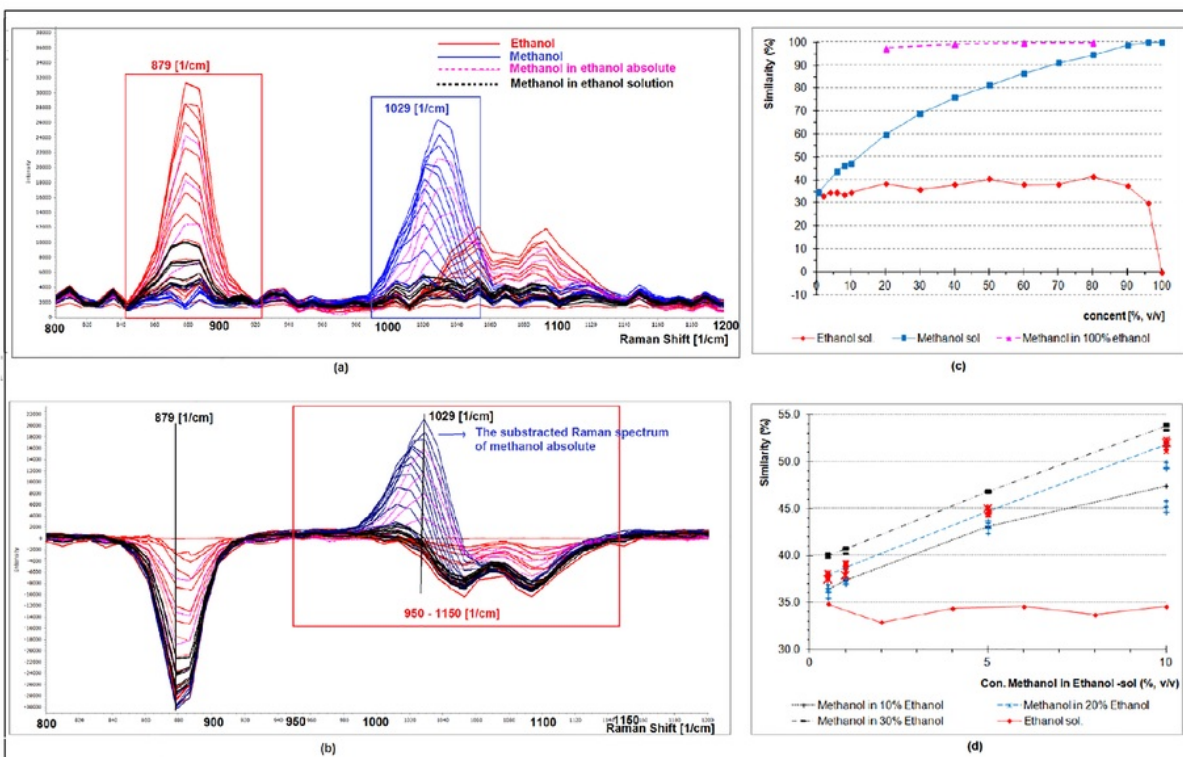 879 [1/cm]
Ethanol
Methanol
Methanol in ethanol absolute
Methanol in ethanol solution
1029 [1/cm]
Intensity
800 900 1000 1100 1200
Raman Shift [1/cm]
(a)
Similarity (%)
100
90
80
70
60
50
40
30
20
10
0
-10
0 10 20 30 40 50 60 70 80 90 100
concent [%, v/v)
Ethanol sol. Methanol sol Methanol in 100% ethanol
(c)
879 [1/cm]
1029 [1/cm]
The substracted Raman spectrum
of methanol absolute
Intensity
950 - 1150 [1/cm]
800 900 950 1000 1100 1150
Raman Shift [1/cm]
(b)
Similarity (%)
55.0
50.0
45.0
40.0
35.0
30.0
0 5 10
Con. Methanol in Ethanol -sol (%, v/v)
Methanol in 10% Ethanol Methanol in 20% Ethanol
Methanol in 30% Ethanol Ethanol sol.
(d)